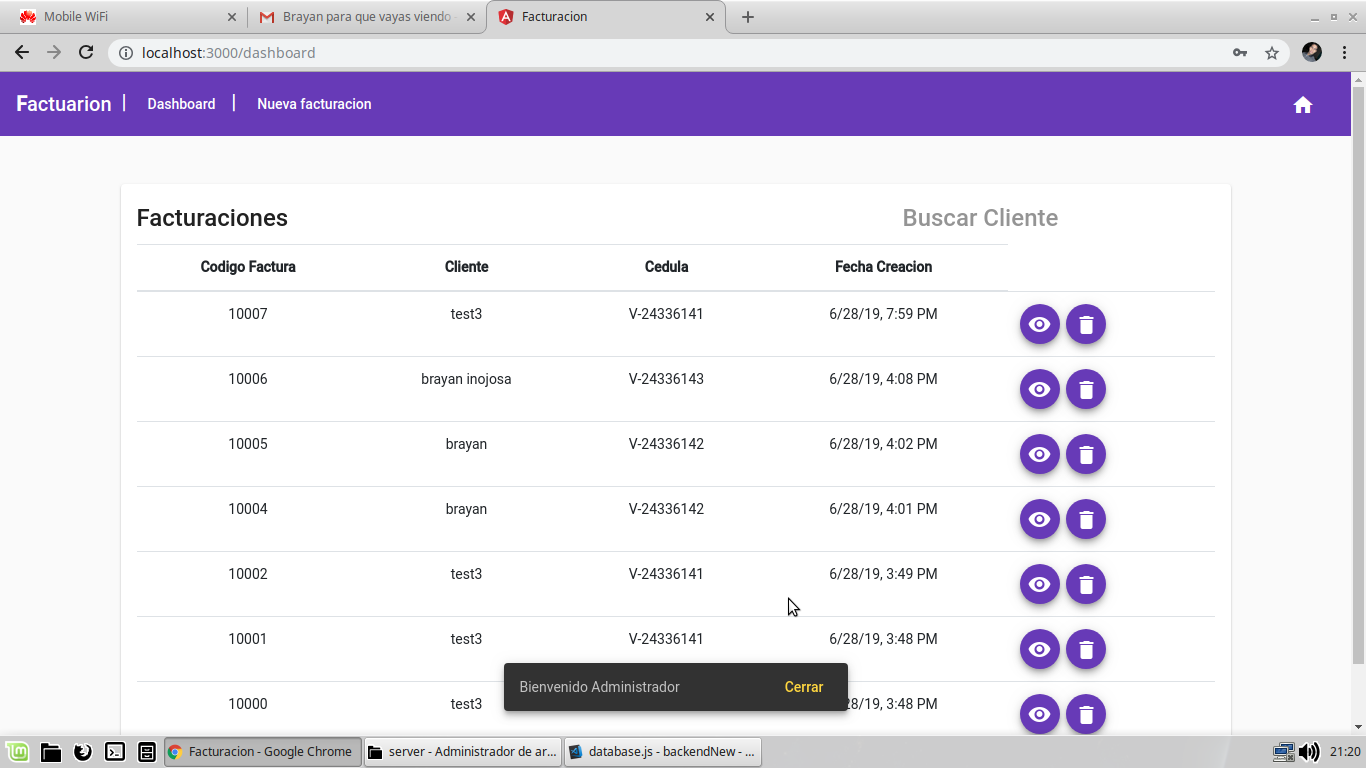 Mobile WiFi
Brayan para que vayas viendo
Facturacion
localhost:3000/dashboard
Factuarion | Dashboard | Nueva facturacion
Facturaciones Buscar Cliente
Codigo Factura Cliente Cedula Fecha Creacion
10007 test3 V-24336141 6/28/19, 7:59 PM
10006 brayan inojosa V-24336143 6/28/19, 4:08 PM
10005 brayan V-24336142 6/28/19, 4:02 PM
10004 brayan V-24336142 6/28/19, 4:01 PM
10002 test3 V-24336141 6/28/19, 3:49 PM
10001 test3 V-24336141 6/28/19, 3:48 PM
Bienvenido Administrador Cerrar
10000 test3 28/19, 3:48 PM
Facturacion - Google Chrome
server - Administrador de ar...
database.js - backendNew - ...
21:20